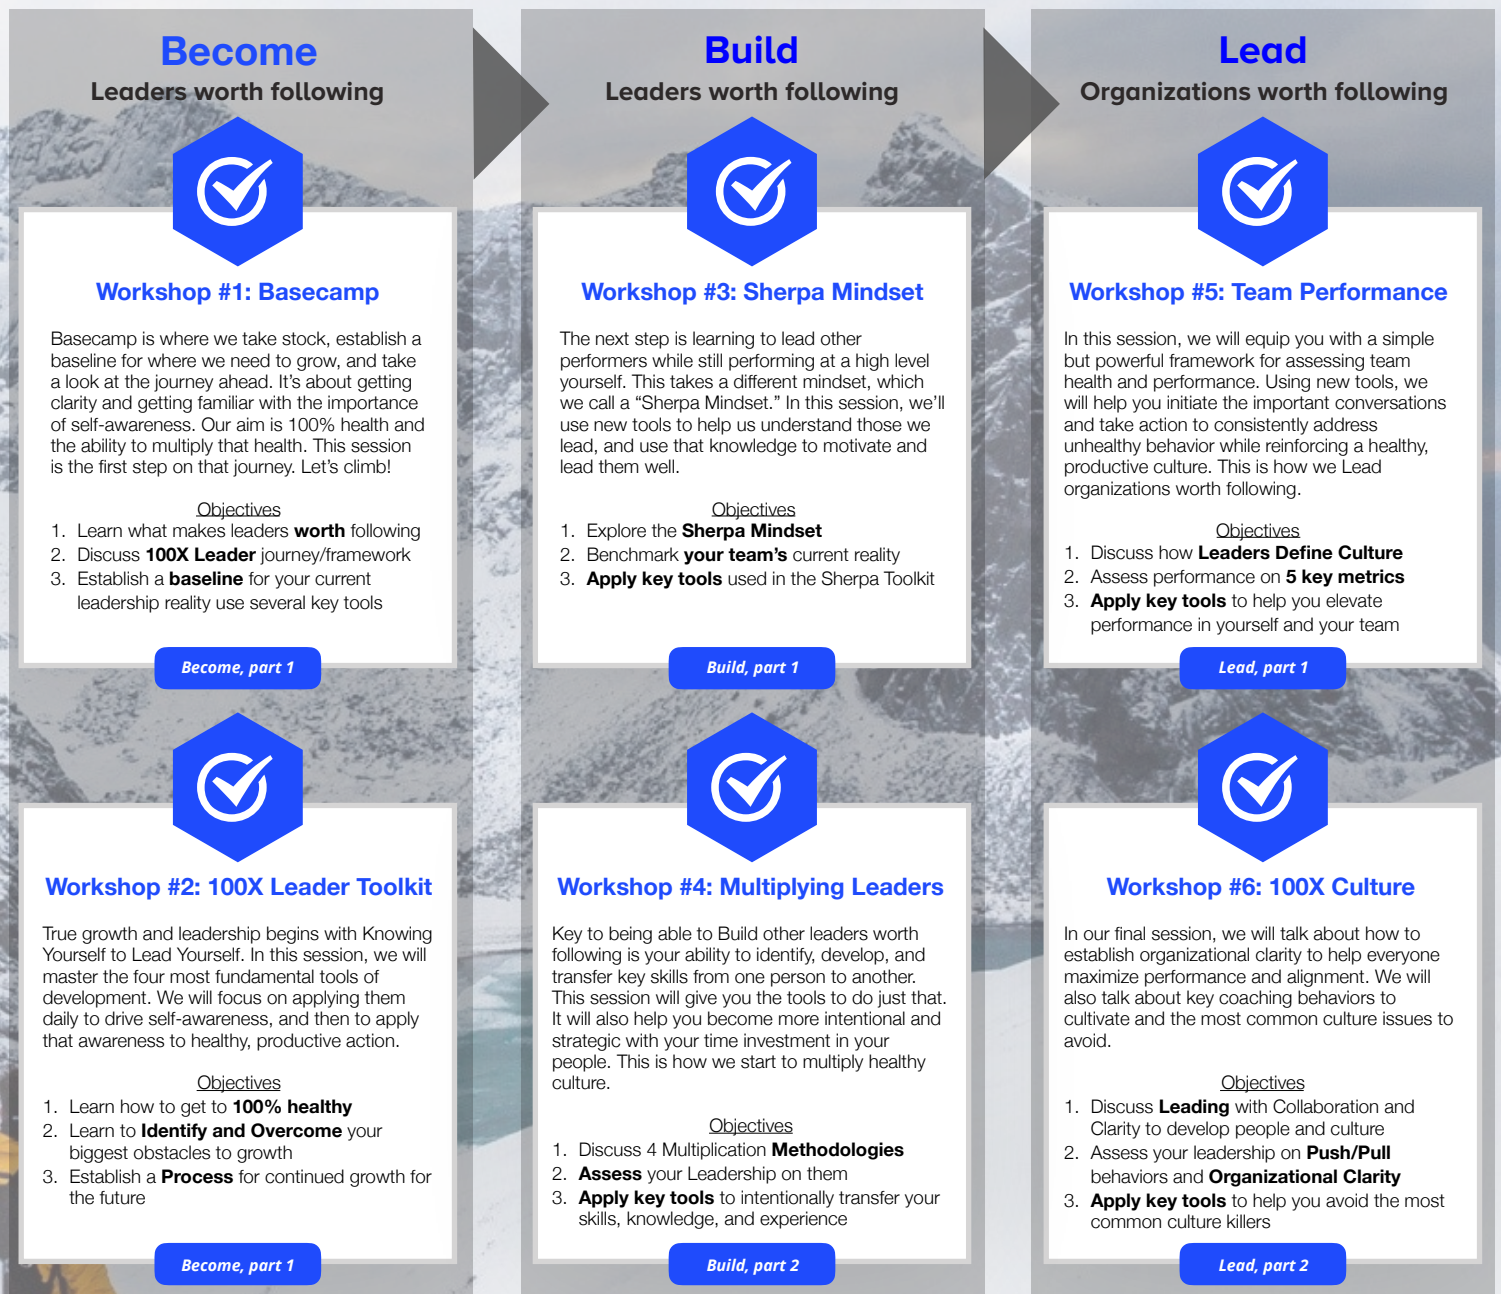 Become
Leaders worth following
Workshop #1: Basecamp
Basecamp is where we take stock, establish a
baseline for where we need to grow, and take
a look at the journey ahead. It’s about getting
clarity and getting familiar with the importance
of self-awareness. Our aim is 100% health and
the ability to multiply that health. This session
is the first step on that journey. Let’s climb!
Objectives
1. Learn what makes leaders worth following
2. Discuss 100X Leader journey/framework
3. Establish a baseline for your current
leadership reality use several key tools
Become, part 1
Workshop #2: 100X Leader Toolkit
True growth and leadership begins with Knowing
Yourself to Lead Yourself. In this session, we will
master the four most fundamental tools of
development. We will focus on applying them
daily to drive self-awareness, and then to apply
that awareness to healthy, productive action.
Objectives
1. Learn how to get to 100% healthy
2. Learn to Identify and Overcome your
biggest obstacles to growth
3. Establish a Process for continued growth for
the future
Become, part 1
Build
Leaders worth following
Workshop #3: Sherpa Mindset
The next step is learning to lead other
performers while still performing at a high level
yourself. This takes a different mindset, which
we call a “Sherpa Mindset.” In this session, we’ll
use new tools to help us understand those we
lead, and use that knowledge to motivate and
lead them well.
Objectives
1. Explore the Sherpa Mindset
2. Benchmark your team’s current reality
3. Apply key tools used in the Sherpa Toolkit
Build, part 1
Workshop #4: Multiplying Leaders
Key to being able to Build other leaders worth
following is your ability to identify, develop, and
transfer key skills from one person to another.
This session will give you the tools to do just that.
It will also help you become more intentional and
strategic with your time investment in your
people. This is how we start to multiply healthy
culture.
Objectives
1. Discuss 4 Multiplication Methodologies
2. Assess your Leadership on them
3. Apply key tools to intentionally transfer your
skills, knowledge, and experience
Build, part 2
Lead
Organizations worth following
Workshop #5: Team Performance
In this session, we will equip you with a simple
but powerful framework for assessing team
health and performance. Using new tools, we
will help you initiate the important conversations
and take action to consistently address
unhealthy behavior while reinforcing a healthy,
productive culture. This is how we Lead
organizations worth following.
Objectives
1. Discuss how Leaders Define Culture
2. Assess performance on 5 key metrics
3. Apply key tools to help you elevate
performance in yourself and your team
Lead, part 1
Workshop #6: 100X Culture
In our final session, we will talk about how to
establish organizational clarity to help everyone
maximize performance and alignment. We will
also talk about key coaching behaviors to
cultivate and the most common culture issues to
avoid.
Objectives
1. Discuss Leading with Collaboration and
Clarity to develop people and culture
2. Assess your leadership on Push/Pull
behaviors and Organizational Clarity
3. Apply key tools to help you avoid the most
common culture killers
Lead, part 2